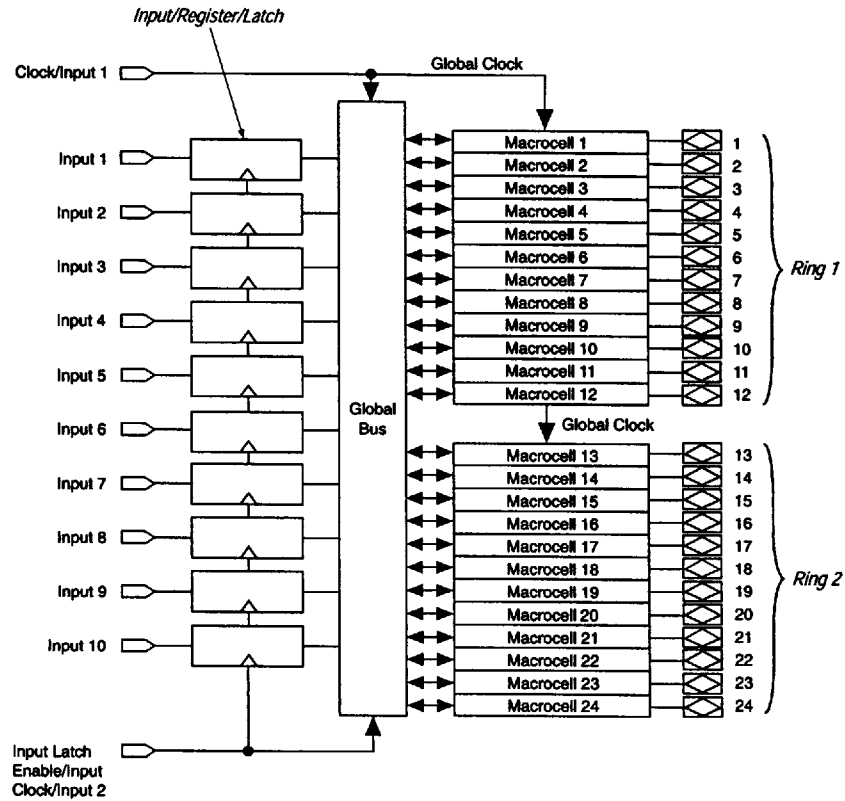 Input/Register/Latch
Clock/Input 1
Global Clock
Input 1
Input 2
Input 3
Input 4
Input 5
Input 6
Input 7
Input 8
Input 9
Input 10
Input Latch
Enable/Input
Clock/Input 2
Global
Bus
Macrocell 1
1
Macrocell 2
2
Macrocell 3
3
Macrocell 4
4
Macrocell 5
5
Macrocell 6
6
Macrocell 7
7
Macrocell 8
8
Macrocell 9
9
Macrocell 10
10
Macrocell 11
11
Macrocell 12
12
Ring 1
Global Clock
Macrocell 13
13
Macrocell 14
14
Macrocell 15
15
Macrocell 16
16
Macrocell 17
17
Macrocell 18
18
Macrocell 19
19
Macrocell 20
20
Macrocell 21
21
Macrocell 22
22
Macrocell 23
23
Macrocell 24
24
Ring 2